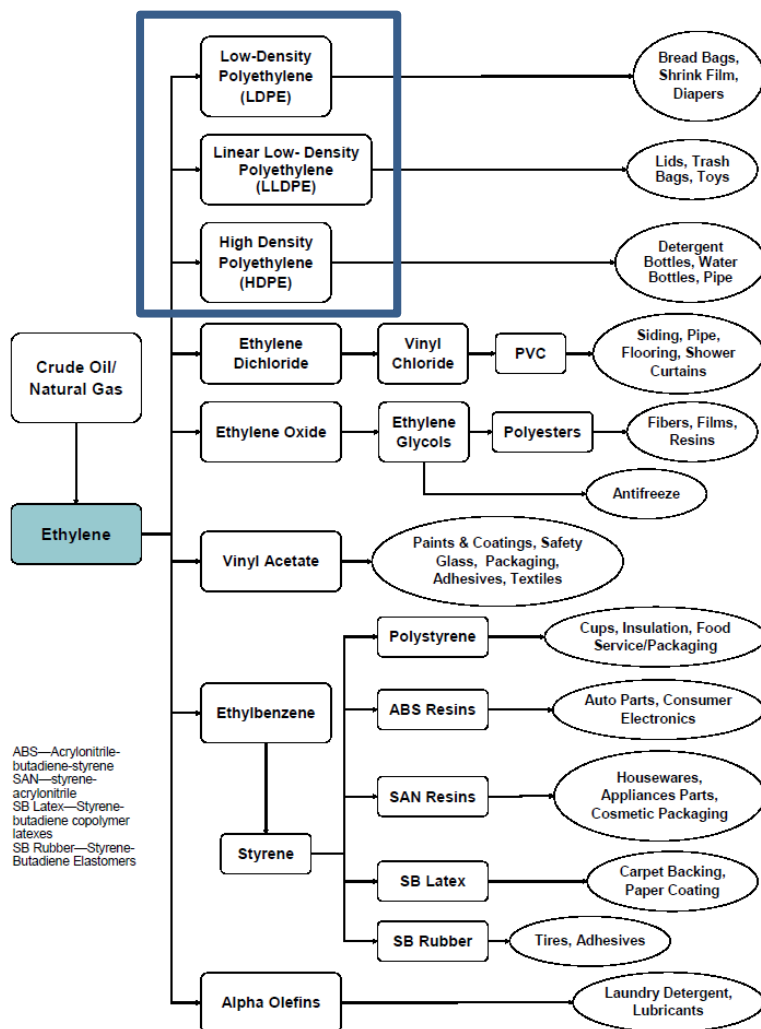 Low-Density
Polyethylene
(LDPE)
Bread Bags,
Shrink Film,
Diapers
Linear Low- Density
Polyethylene
(LLDPE)
Lids, Trash
Bags, Toys
High Density
Polyethylene
(HDPE)
Detergent
Bottles, Water
Bottles, Pipe
Crude Oil/
Natural Gas
Ethylene
Dichloride
Vinyl
Chloride
PVC
Siding, Pipe,
Flooring, Shower
Curtains
Ethylene Oxide
Ethylene
Glycols
Polyesters
Fibers, Films,
Resins
Antifreeze
Ethylene
Vinyl Acetate
Paints & Coatings, Safety
Glass, Packaging,
Adhesives, Textiles
Polystyrene
Cups, Insulation, Food
Service/Packaging
Ethylbenzene
ABS Resins
Auto Parts, Consumer
Electronics
ABS—Acrylonitrile-
butadiene-styrene
SAN—styrene-
acrylonitrile
SB Latex—Styrene-
butadiene copolymer
latexes
SB Rubber—Styrene-
Butadiene Elastomers
SAN Resins
Housewares,
Appliances Parts,
Cosmetic Packaging
Styrene
SB Latex
Carpet Backing,
Paper Coating
SB Rubber
Tires, Adhesives
Alpha Olefins
Laundry Detergent,
Lubricants